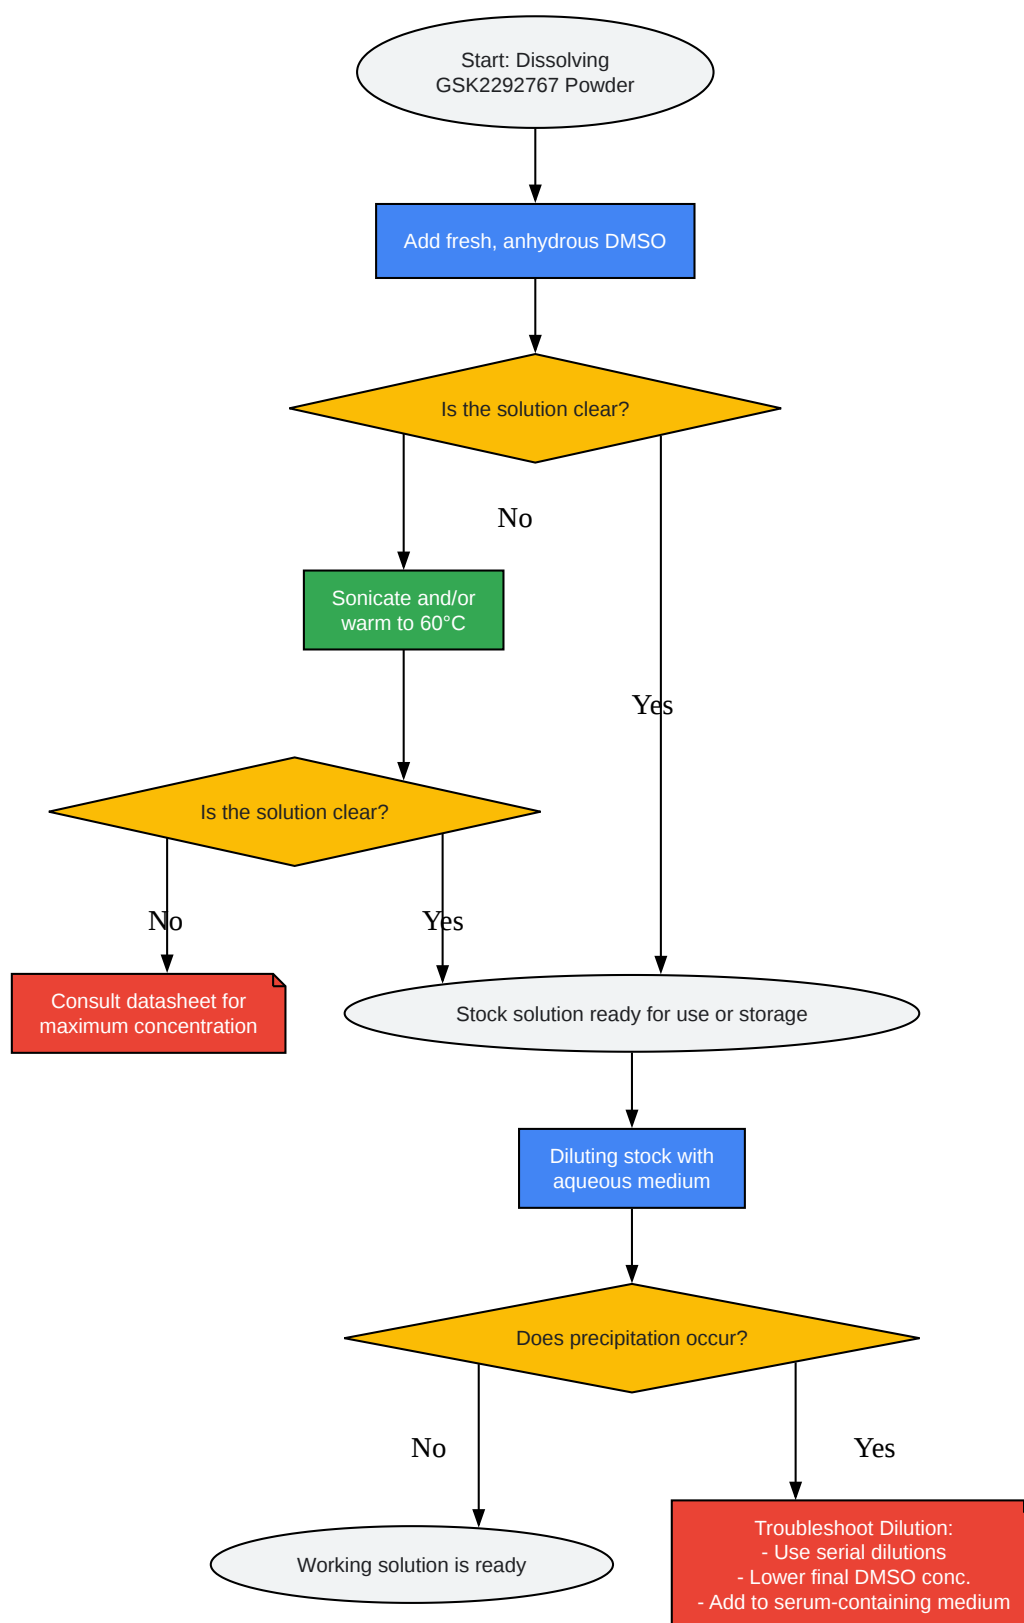 Start: Dissolving
GSK2292767 Powder
Add fresh, anhydrous DMSO
Is the solution clear?
No
Sonicate and/or
warm to 60°C
Yes
Is the solution clear?
No
Yes
Consult datasheet for
maximum concentration
Stock solution ready for use or storage
Diluting stock with
aqueous medium
Does precipitation occur?
No
Yes
Working solution is ready
Troubleshoot Dilution:
- Use serial dilutions
- Lower final DMSO conc.
- Add to serum-containing medium